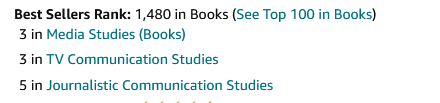 Best Sellers Rank: 1,480 in Books (See Top 100 in Books)
3 in Media Studies (Books)
3 in TV Communication Studies
5 in Journalistic Communication Studies